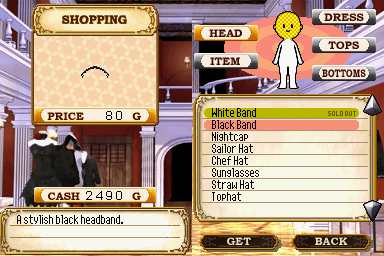 SHOPPING
PRICE 80 G
CASH 2490 G
A stylish black headband.
HEAD
ITEM
DRESS
TOPS
BOTTOMS
White Band SOLD OUT
Black Band
Nightcap
Sailor Hat
Chef Hat
Sunglasses
Straw Hat
Tophat
GET
BACK